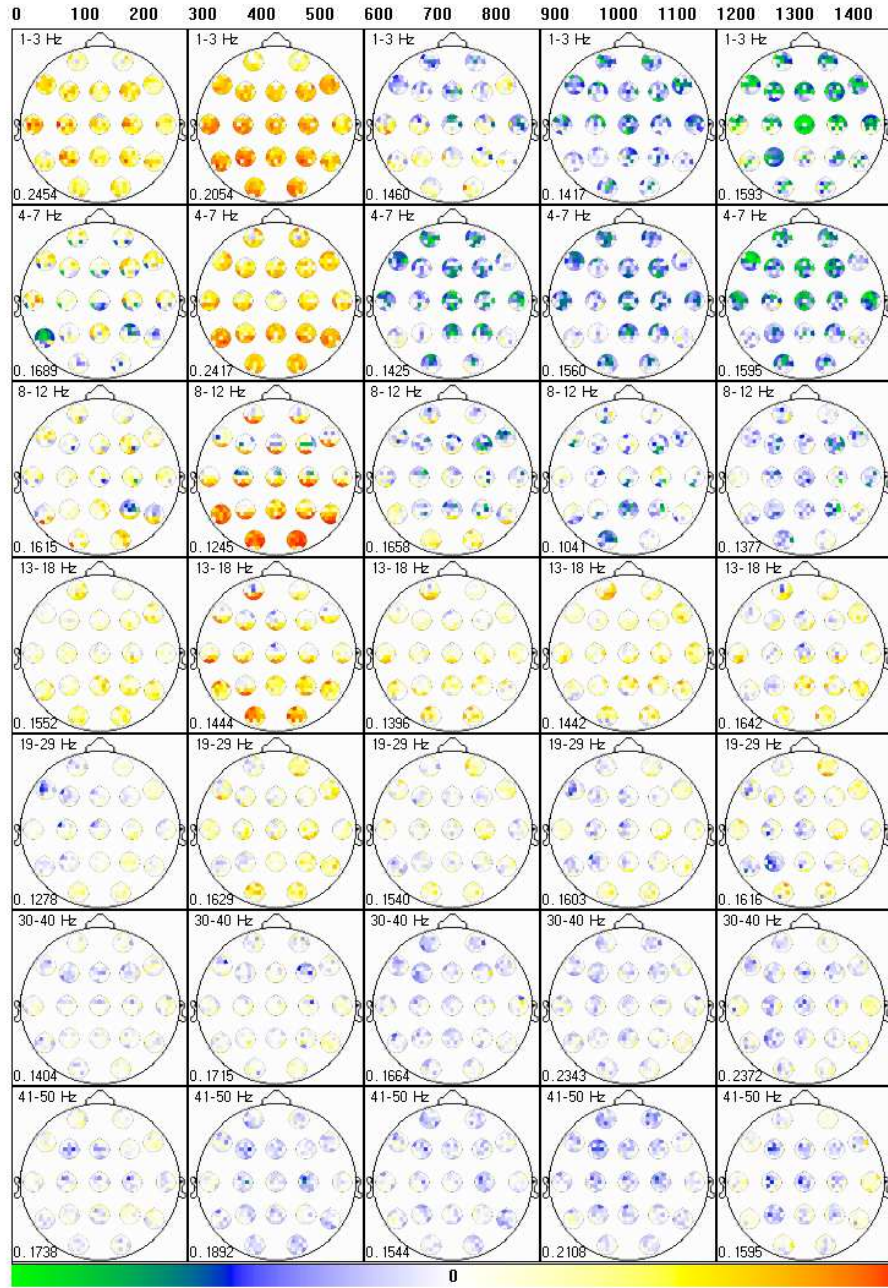 0 100 200 300 400 500 600 700 800 900 1000 1100 1200 1300 1400
1-3 Hz 1-3 Hz 1-3 Hz 1-3 Hz 1-3 Hz
0.2454 0.2054 0.1460 0.1417 0.1593
4-7 Hz 4-7 Hz 4-7 Hz 4-7 Hz 4-7 Hz
0.1689 0.2417 0.1425 0.1560 0.1595
8-12 Hz 8-12 Hz 8-12 Hz 8-12 Hz 8-12 Hz
0.1615 0.1245 0.1658 0.1041 0.1377
13-18 Hz 13-18 Hz 13-18 Hz 13-18 Hz 13-18 Hz
0.1552 0.1444 0.1396 0.1442 0.1642
19-29 Hz 19-29 Hz 19-29 Hz 19-29 Hz 19-29 Hz
0.1278 0.1629 0.1540 0.1603 0.1616
30-40 Hz 30-40 Hz 30-40 Hz 30-40 Hz 30-40 Hz
0.1404 0.1715 0.1664 0.2343 0.2372
41-50 Hz 41-50 Hz 41-50 Hz 41-50 Hz 41-50 Hz
0.1738 0.1892 0.1544 0.2108 0.1595
0